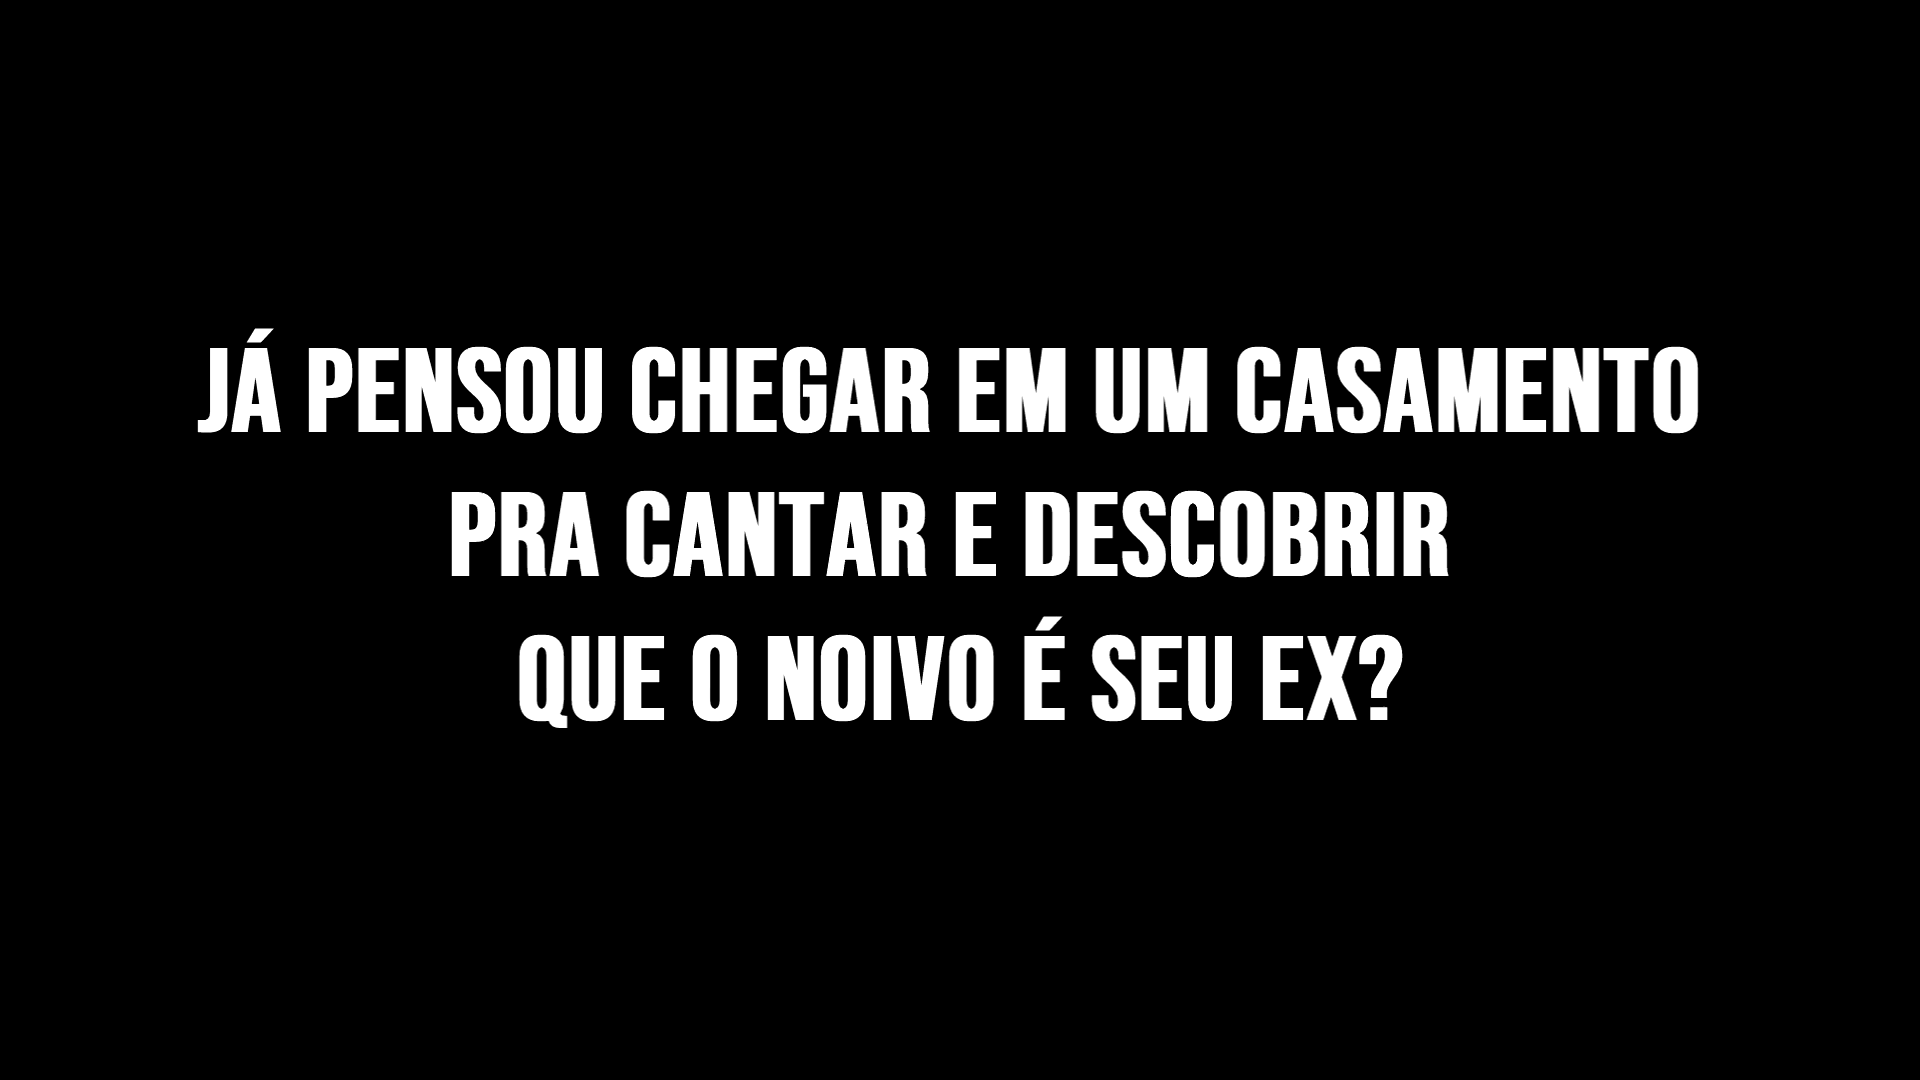 JÁ PENSOU CHEGAR EM UM CASAMENTO
PRA CANTAR E DESCOBRIR
QUE O NOIVO É SEU EX?